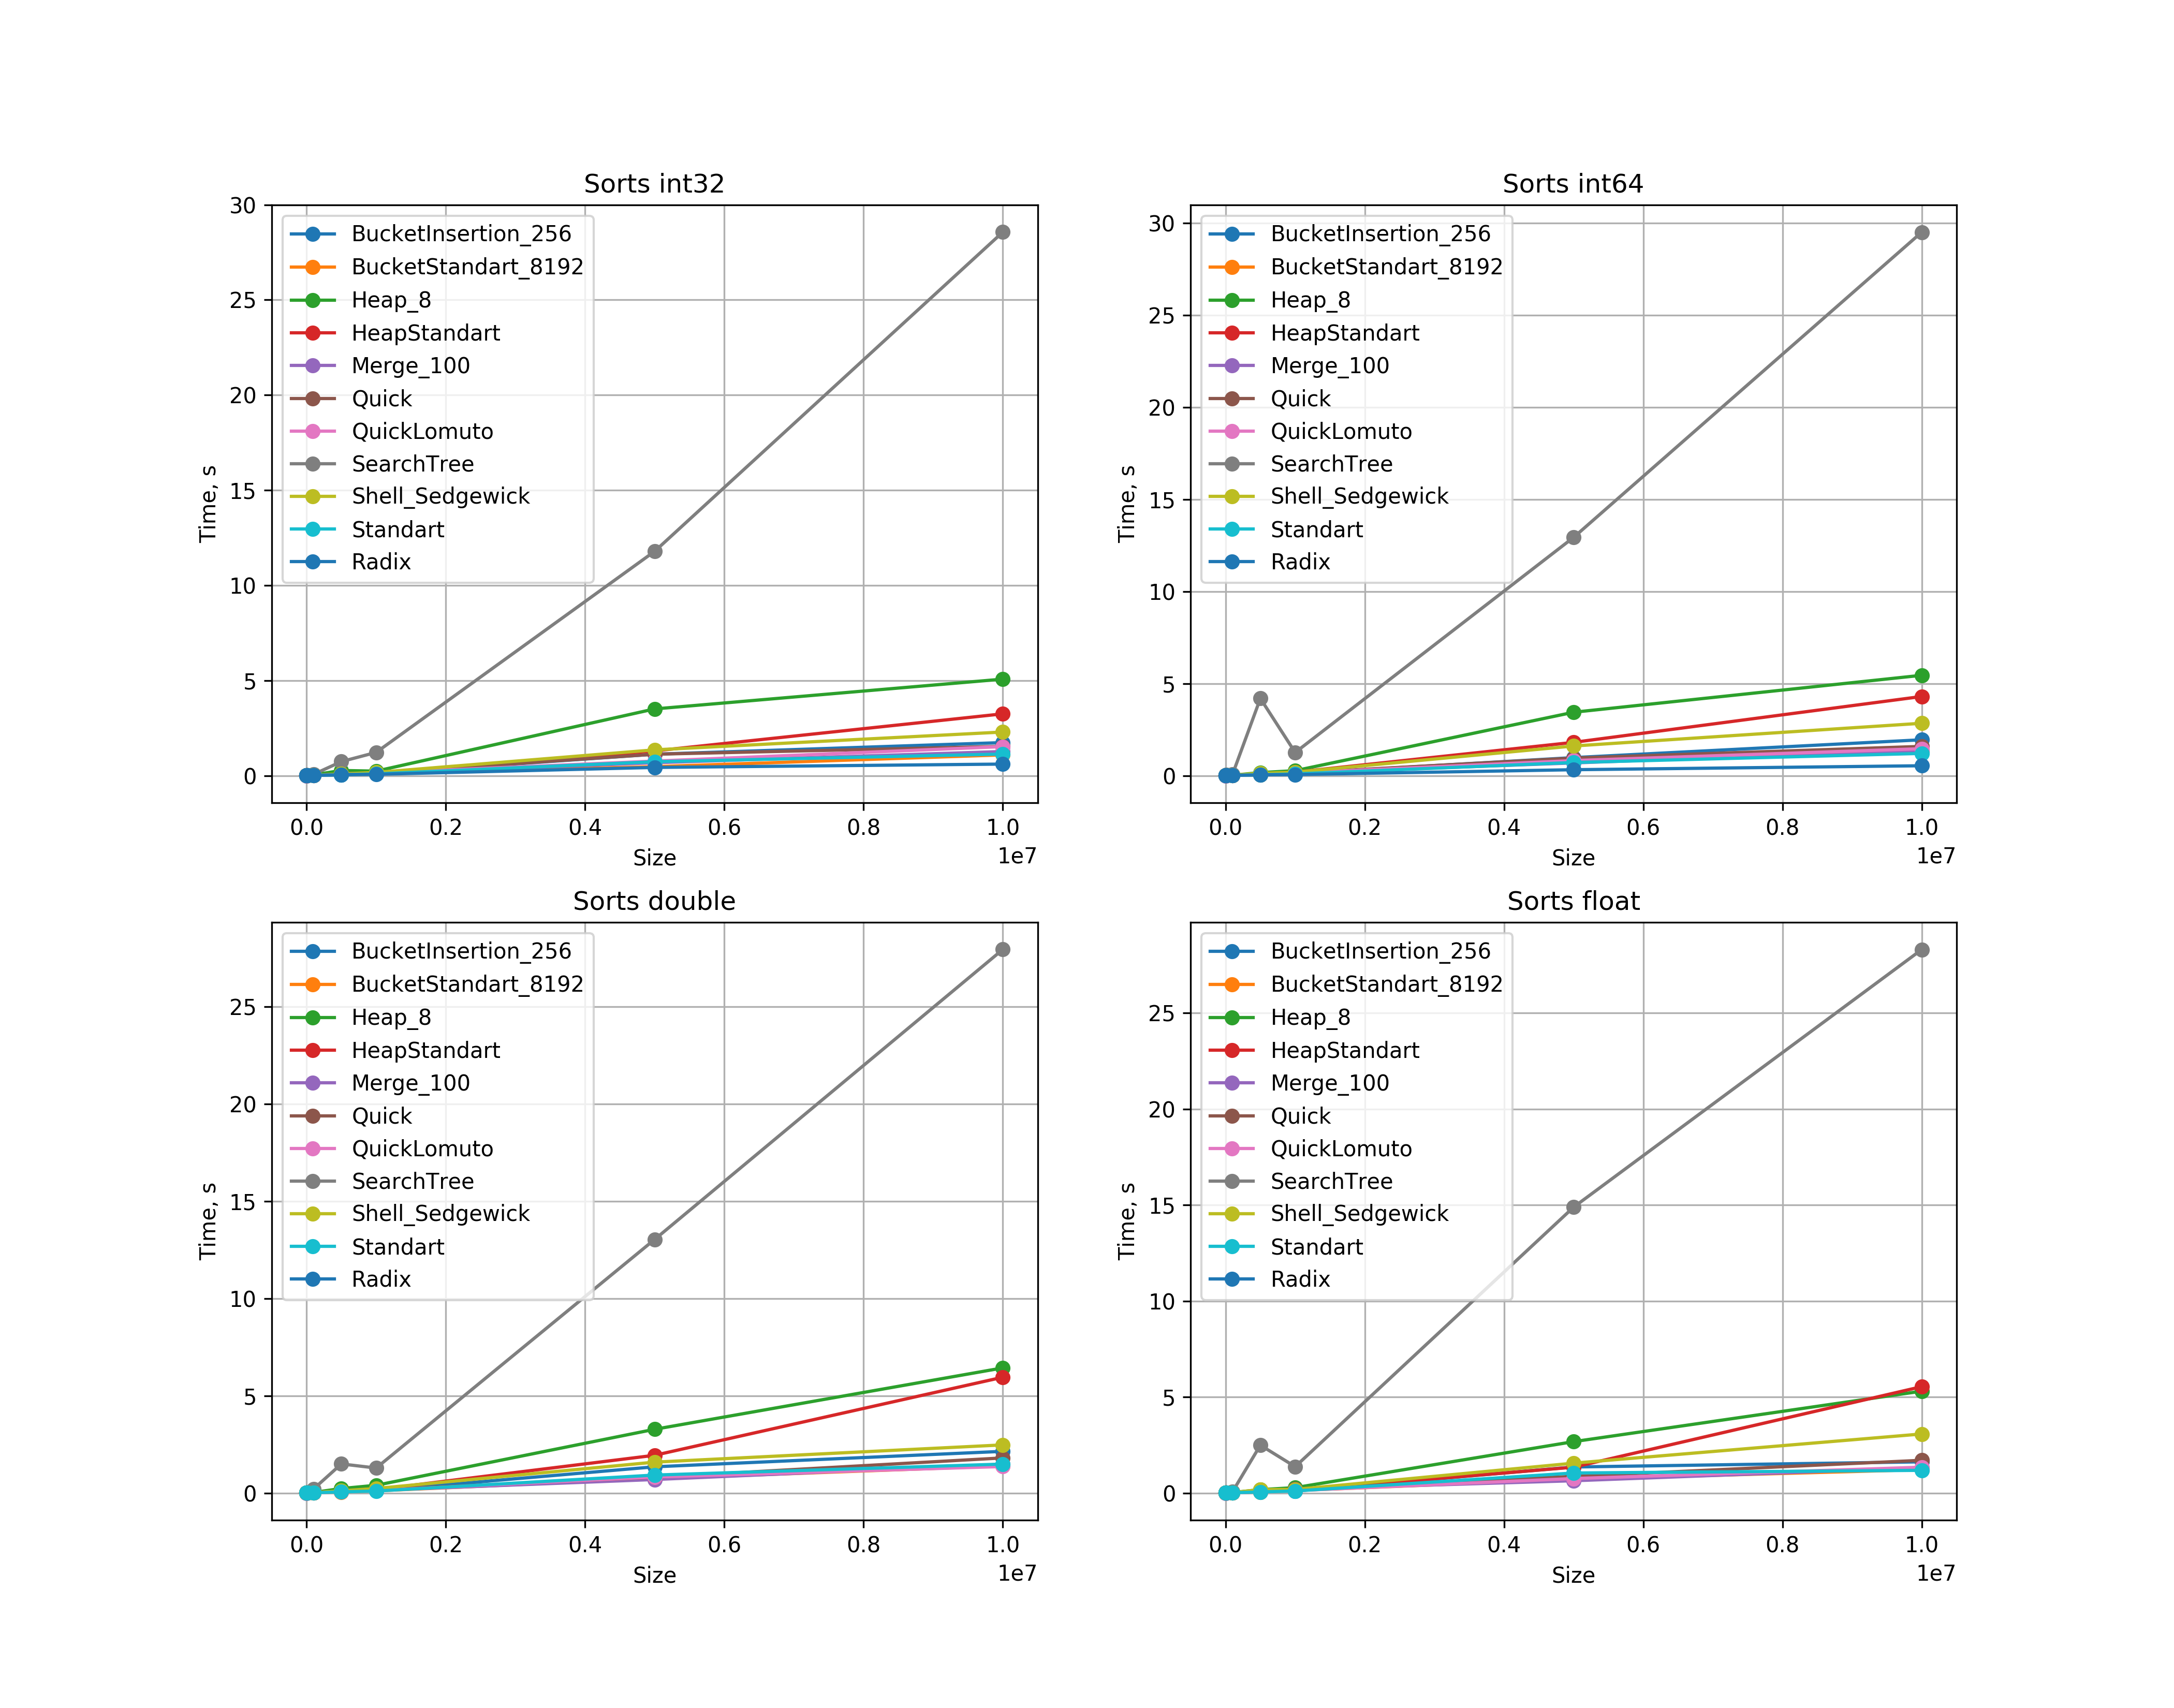 Sorts int32
30
25
20
15
10
5
0
Time, s
BucketInsertion_256
BucketStandart_8192
Heap_8
HeapStandart
Merge_100
Quick
QuickLomuto
SearchTree
Shell_Sedgewick
Standart
Radix
0.0 0.2 0.4 0.6 0.8 1.0
1e7
Size
Sorts int64
30
25
20
15
10
5
0
Time, s
BucketInsertion_256
BucketStandart_8192
Heap_8
HeapStandart
Merge_100
Quick
QuickLomuto
SearchTree
Shell_Sedgewick
Standart
Radix
0.0 0.2 0.4 0.6 0.8 1.0
1e7
Size
Sorts double
25
20
15
10
5
0
Time, s
BucketInsertion_256
BucketStandart_8192
Heap_8
HeapStandart
Merge_100
Quick
QuickLomuto
SearchTree
Shell_Sedgewick
Standart
Radix
0.0 0.2 0.4 0.6 0.8 1.0
1e7
Size
Sorts float
25
20
15
10
5
0
Time, s
BucketInsertion_256
BucketStandart_8192
Heap_8
HeapStandart
Merge_100
Quick
QuickLomuto
SearchTree
Shell_Sedgewick
Standart
Radix
0.0 0.2 0.4 0.6 0.8 1.0
1e7
Size